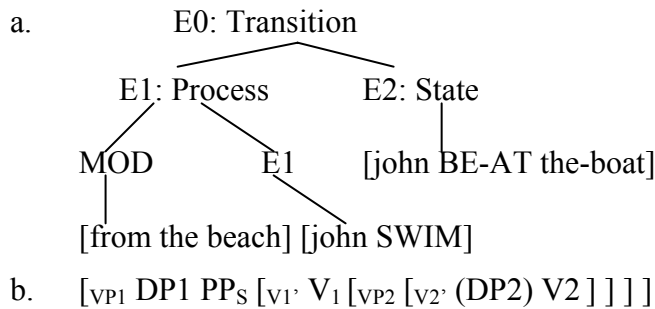 a. E0: Transition
E1: Process E2: State
MOD E1 [john BE-AT the-boat]
[from the beach] [john SWIM]
b. [VP1 DP1 PPS [V1’ V1 [VP2 [V2’ (DP2) V2 ] ] ] ]